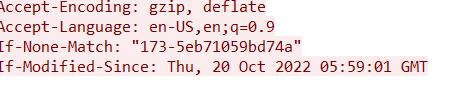 Accept-Encoding: gzip, deflate
Accept-Language: en-US,en;q=0.9
If-None-Match: "173-5eb71059bd74a"
If-Modified-Since: Thu, 20 Oct 2022 05:59:01 GMT